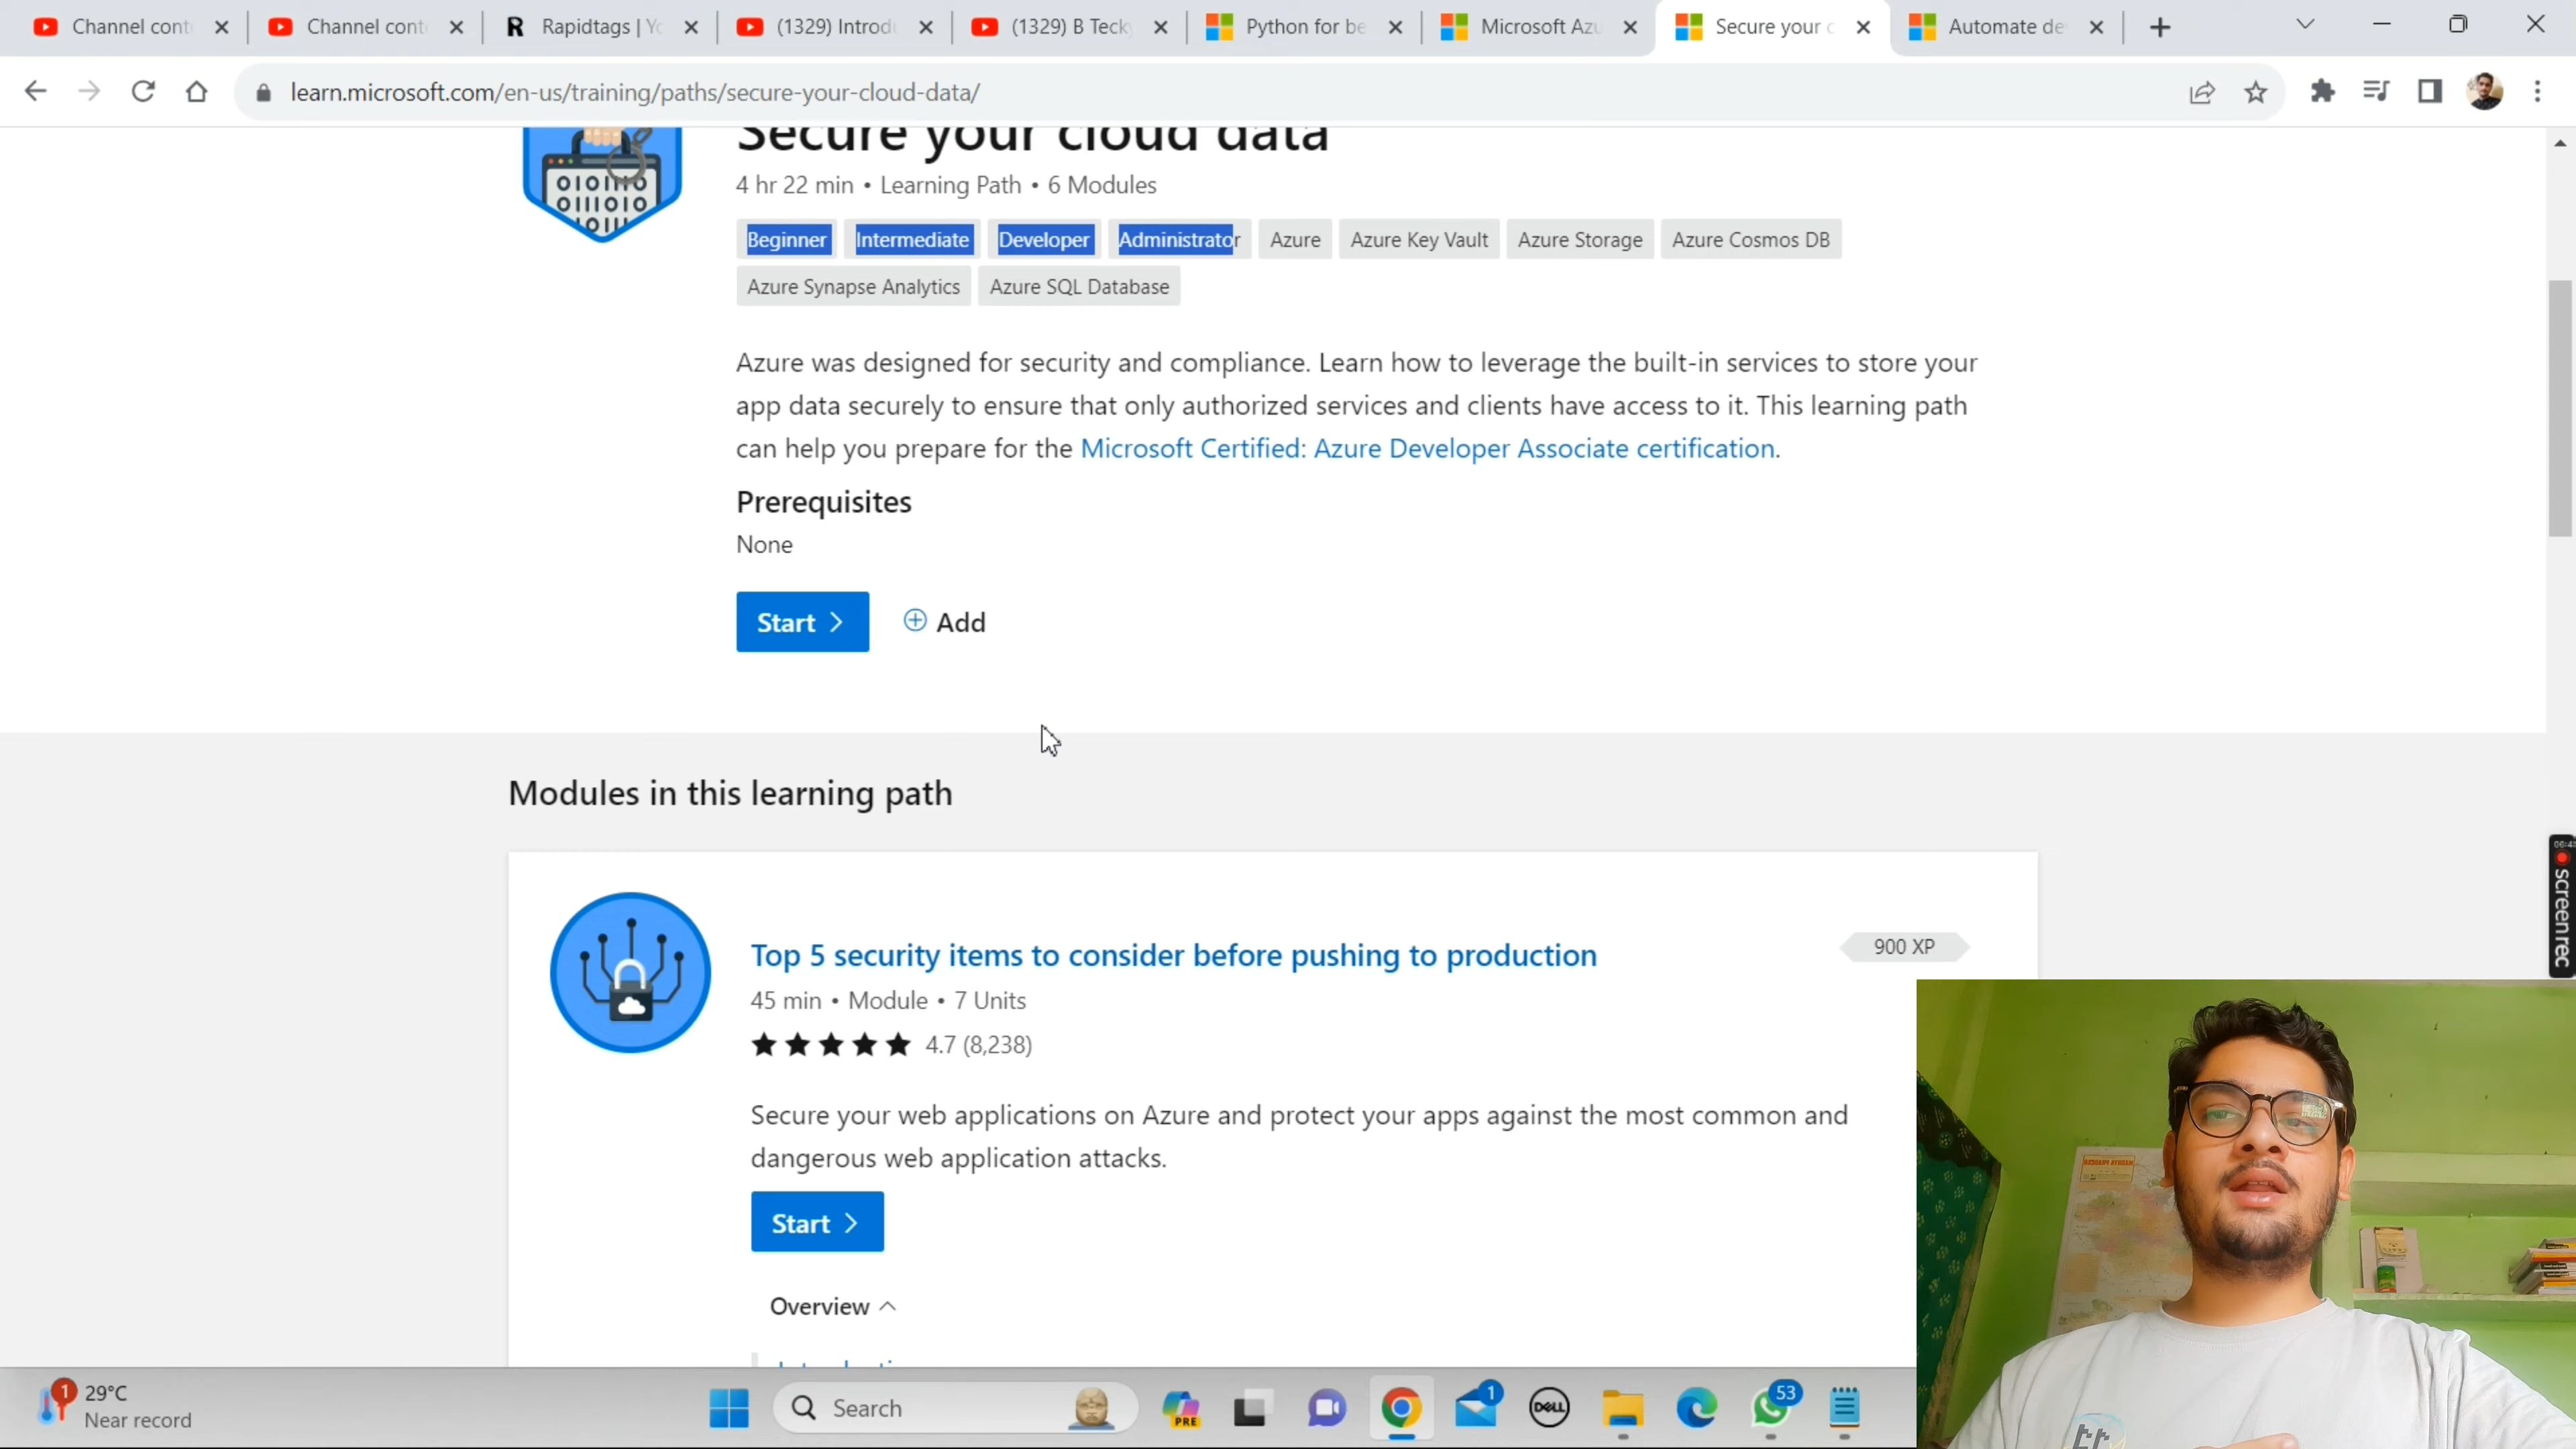 Channel cont
Channel cont
Rapidtags | Yo
(1329) Introdu
(1329) B Tecky
Python for be
Microsoft Azu
Secure your c
Automate de
learn.microsoft.com/en-us/training/paths/secure-your-cloud-data/
Secure your cloud data
4 hr 22 min • Learning Path • 6 Modules
Beginner Intermediate Developer Administrator Azure Azure Key Vault Azure Storage Azure Cosmos DB
Azure Synapse Analytics Azure SQL Database
Azure was designed for security and compliance. Learn how to leverage the built-in services to store your
app data securely to ensure that only authorized services and clients have access to it. This learning path
can help you prepare for the Microsoft Certified: Azure Developer Associate certification.
Prerequisites
None
Start
Add
Modules in this learning path
Top 5 security items to consider before pushing to production
900 XP
45 min • Module • 7 Units
4.7 (8,238)
Secure your web applications on Azure and protect your apps against the most common and
dangerous web application attacks.
Start
Overview
screenrec
1
29°C
Near record
Search
PRE
1
DELL
53